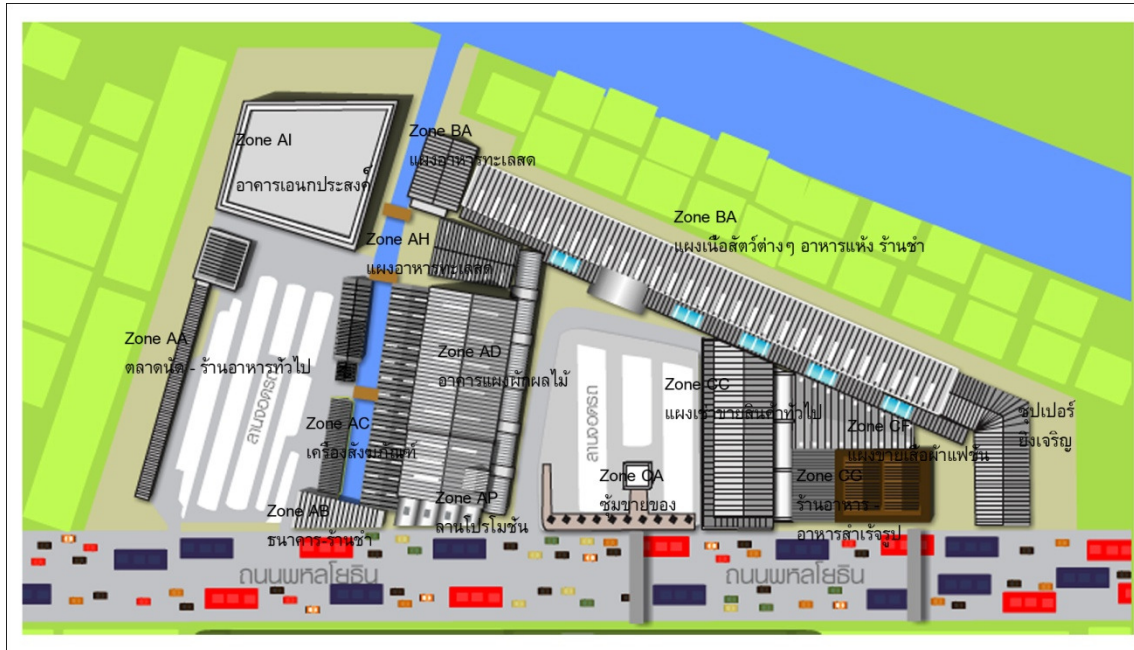 Zone AI
อาคารเอนกประสงค์
Zone BA
แผงอาหารทะเลสด
Zone BA
แผงเนื้อสัตว์ต่างๆ อาหารแห้ง ร้านชำ
Zone AH
แผงอาหารทะเลสด
Zone AA
ตลาดนัด - ร้านอาหารทั่วไป
ลานจอดรถ
Zone AD
อาคารแผงผักผลไม้
Zone AC
เครื่องสังฆภัณฑ์
Zone AB
ธนาคาร-ร้านชำ
Zone AP
ลานโปรโมชัน
ลานจอดรถ
Zone CA
ซุ้มขายของ
Zone CC
แผงเช่าขายสินค้าทั่วไป
Zone CF
แผงขายเสื้อผ้าแฟชั่น
Zone CG
ร้านอาหาร -
อาหารสำเร็จรูป
ซุปเปอร์
ยิ่งเจริญ
ถนนพหลโยธิน
ถนนพหลโยธิน